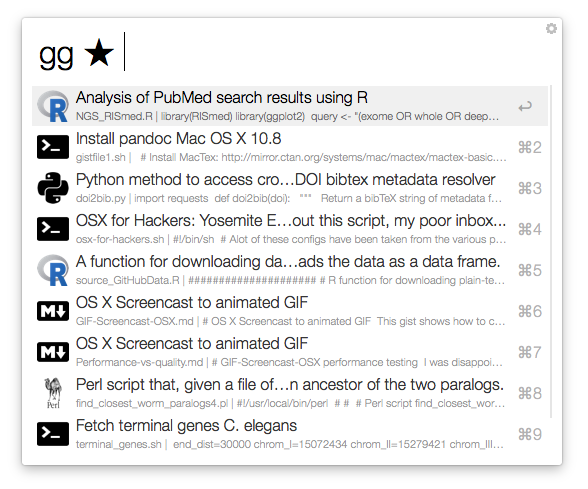 gg ★
Analysis of PubMed search results using R
NGS_RISmed.R | library(RISmed) library(ggplot2)  query <- "(exome OR whole OR deep…
↩
>_
Install pandoc Mac OS X 10.8
gistfile1.sh |   # Install MacTex: http://mirror.ctan.org/systems/mac/mactex/mactex-basic.…
⌘2
Python method to access cro…DOI bibtex metadata resolver
doi2bib.py | import requests  def doi2bib(doi):   """   Return a bibTeX string of metadata f…
⌘3
>_
OSX for Hackers: Yosemite E…out this script, my poor inbox...
osx-for-hackers.sh | #!/bin/sh  # Alot of these configs have been taken from the various p…
⌘4
A function for downloading da…ads the data as a data frame.
source_GitHubData.R | ##################### # R function for downloading plain-te…
⌘5
M↓
OS X Screencast to animated GIF
GIF-Screencast-OSX.md | # OS X Screencast to animated GIF  This gist shows how to c…
⌘6
M↓
OS X Screencast to animated GIF
Performance-vs-quality.md | # GIF-Screencast-OSX performance testing  I was disappoi…
⌘7
Perl
Perl script that, given a file of…n ancestor of the two paralogs.
find_closest_worm_paralogs4.pl | #!/usr/local/bin/perl  # #  # Perl script find_closest_wor…
⌘8
>_
Fetch terminal genes C. elegans
terminal_genes.sh |  end_dist=30000 chrom_I=15072434 chrom_II=15279421 chrom_III…
⌘9